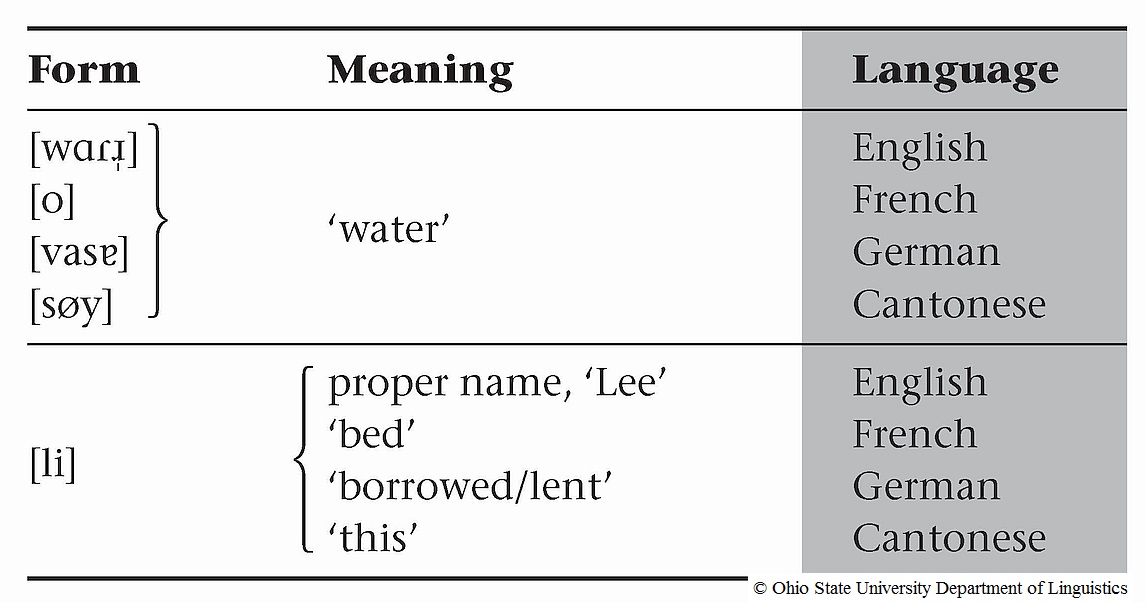 Form Meaning Language
[wɑɾɹ̩] English
[o] French
‘water’
[vasɐ] German
[søy] Cantonese
proper name, ‘Lee’ English
‘bed’ French
[li]
‘borrowed/lent’ German
‘this’ Cantonese
© Ohio State University Department of Linguistics